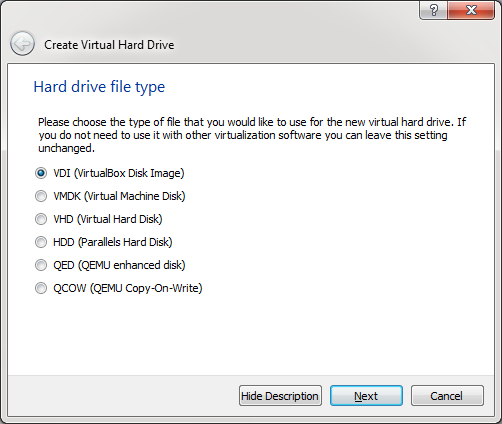 Create Virtual Hard Drive
Hard drive file type
Please choose the type of file that you would like to use for the new virtual hard drive. If
you do not need to use it with other virtualization software you can leave this setting
unchanged.
VDI (VirtualBox Disk Image)
VMDK (Virtual Machine Disk)
VHD (Virtual Hard Disk)
HDD (Parallels Hard Disk)
QED (QEMU enhanced disk)
QCOW (QEMU Copy-On-Write)
Hide Description Next Cancel